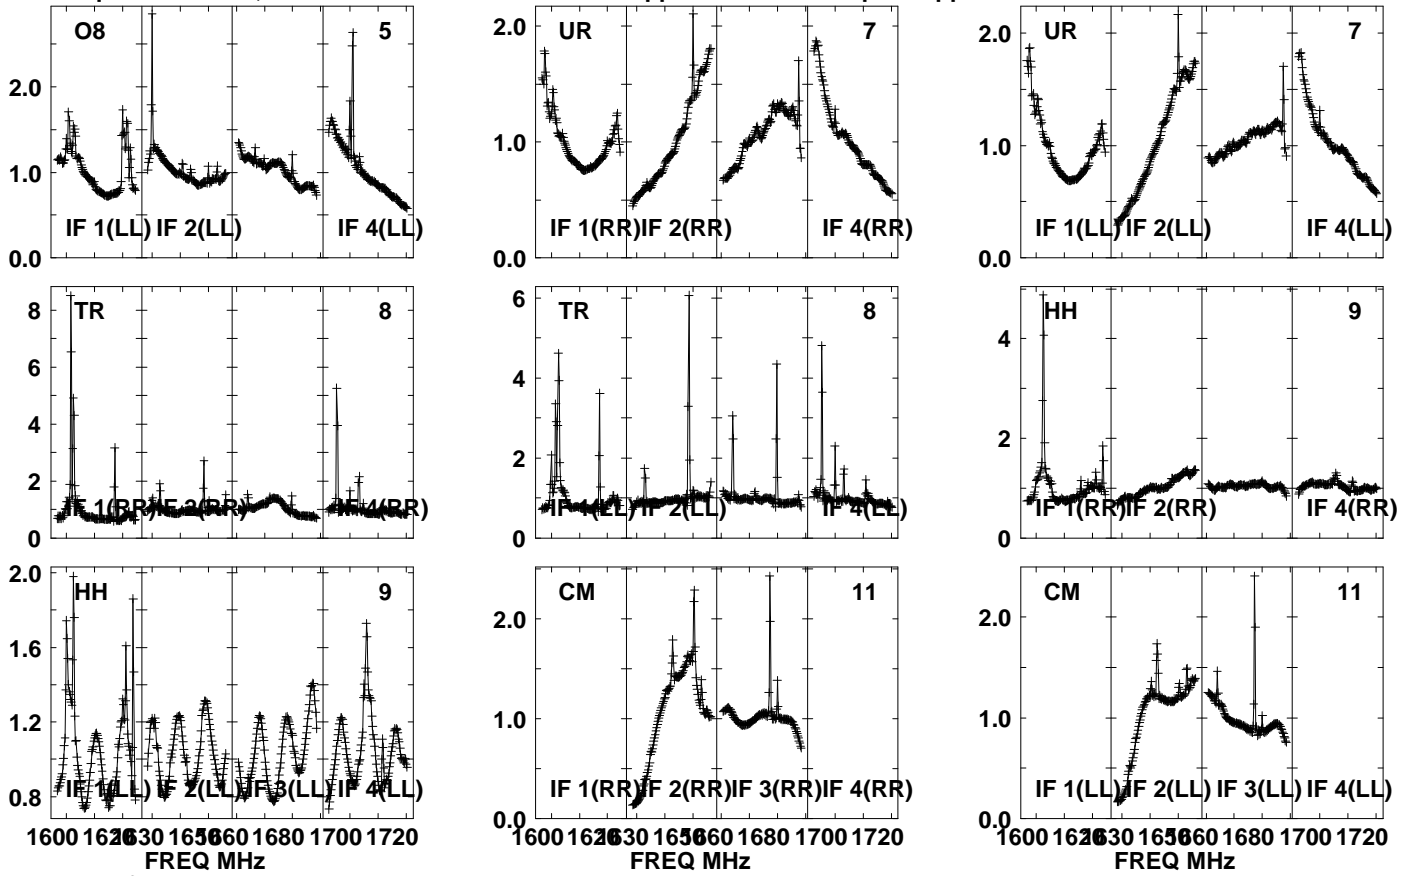 O8 5 UR 7 UR 7
2.0 2.0 2.0
1.0 1.0 1.0
IF 1(LL) IF 2(LL) IF 4(LL) IF 1(RR) IF 2(RR) IF 4(RR) IF 1(LL) IF 2(LL) IF 4(LL)
0.0 0.0 0.0
TR 8 TR 8 HH 9
8 6
6 4 4
4 2 2
2
IF 1(RR) IF 2(RR) IF 4(RR) IF 1(LL) IF 2(LL) IF 4(LL) IF 1(RR) IF 2(RR) IF 4(RR)
0 0 0
HH 9 CM 11 CM 11
2.0 2.0 2.0
1.6
1.2 1.0 1.0
0.8 IF 1(LL) IF 2(LL) IF 3(LL) IF 4(LL) IF 1(RR) IF 2(RR) IF 3(RR) IF 4(RR) IF 1(LL) IF 2(LL) IF 3(LL) IF 4(LL)
0.0 0.0
1600 1620 1630 1650 1660 1680 1700 1600 1620 1630 1650 1660 1680 1700 1600 1620 1630 1650 1660 1680 1700
FREQ MHz FREQ MHz FREQ MHz